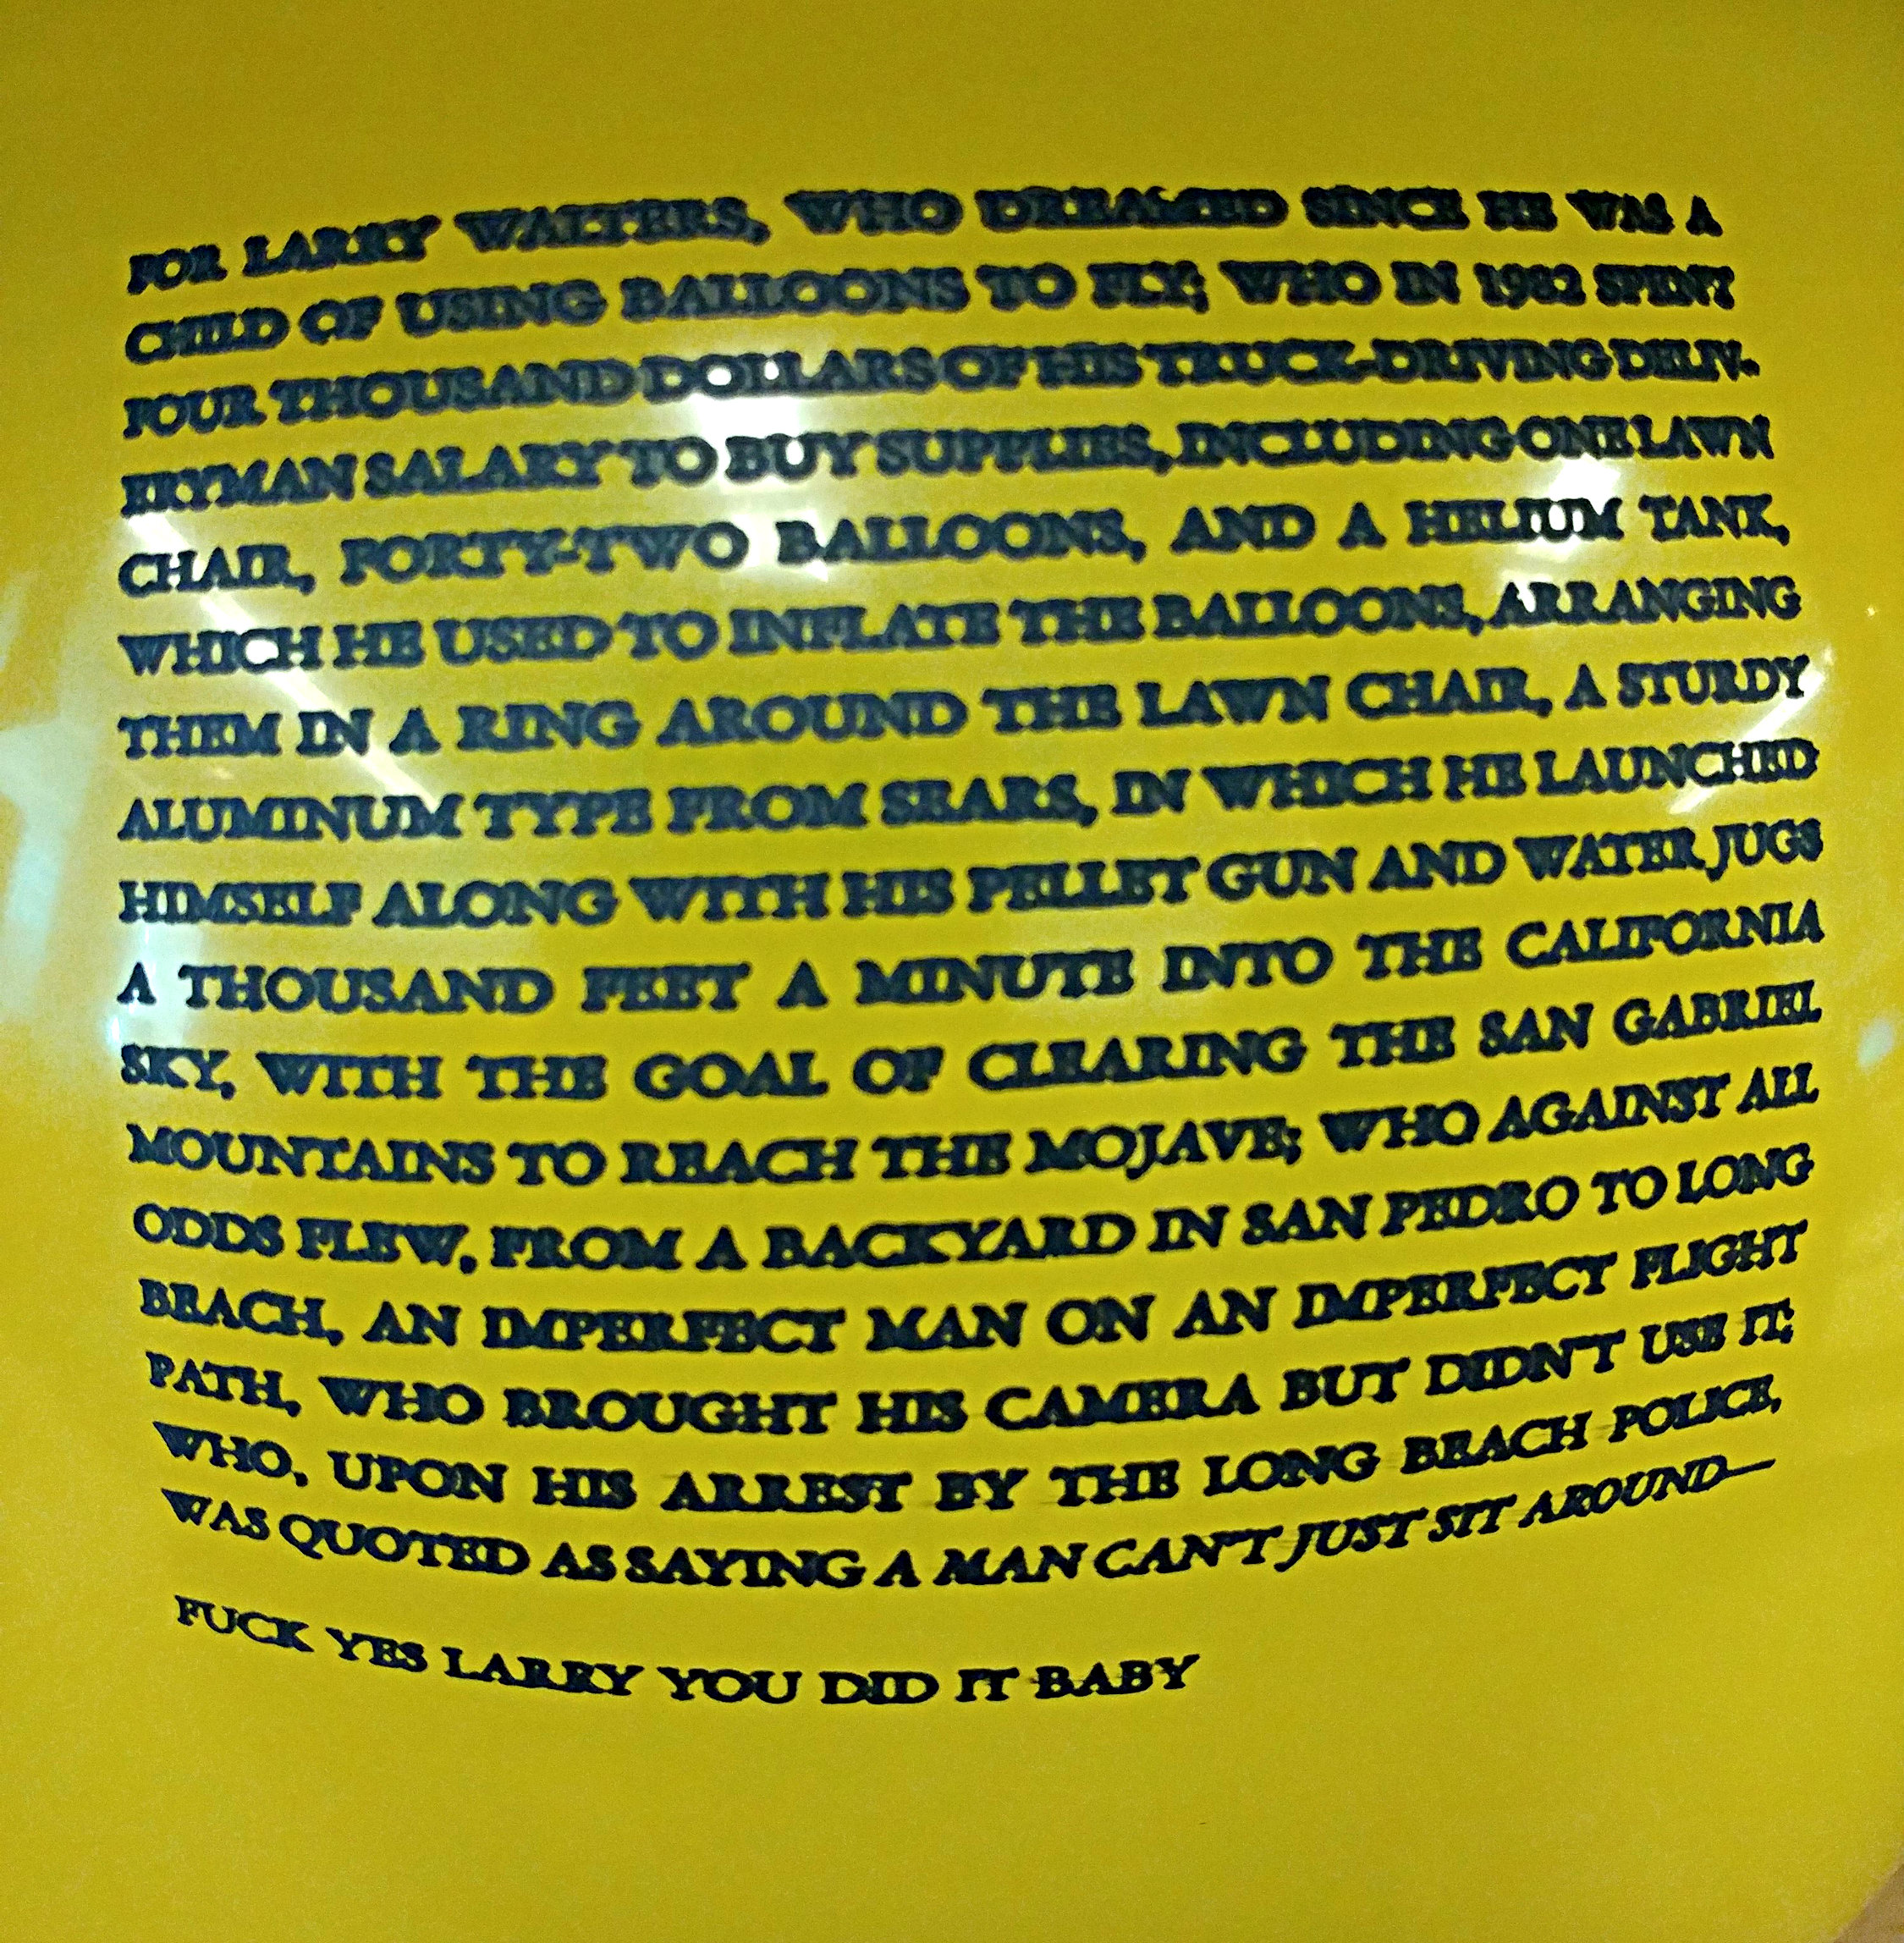 FOR LARRY WALTERS, WHO DREAMED SINCE HE WAS A
CHILD OF USING BALLOONS TO FLY; WHO IN 1982 SPENT
FOUR THOUSAND DOLLARS OF HIS TRUCK-DRIVING DELIV-
ERYMAN SALARY TO BUY SUPPLIES, INCLUDING ONE LAWN
CHAIR, FORTY-TWO BALLOONS, AND A HELIUM TANK,
WHICH HE USED TO INFLATE THE BALLOONS, ARRANGING
THEM IN A RING AROUND THE LAWN CHAIR, A STURDY
ALUMINUM TYPE FROM SEARS, IN WHICH HE LAUNCHED
HIMSELF ALONG WITH HIS PELLET GUN AND WATER JUGS
A THOUSAND FEET A MINUTE INTO THE CALIFORNIA
SKY, WITH THE GOAL OF CLEARING THE SAN GABRIEL
MOUNTAINS TO REACH THE MOJAVE; WHO AGAINST ALL
ODDS FLEW, FROM A BACKYARD IN SAN PEDRO TO LONG
BEACH, AN IMPERFECT MAN ON AN IMPERFECT FLIGHT
PATH, WHO BROUGHT HIS CAMERA BUT DIDN'T USE IT;
WHO, UPON HIS ARREST BY THE LONG BEACH POLICE,
WAS QUOTED AS SAYING A MAN CAN'T JUST SIT AROUND—
FUCK YES LARRY YOU DID IT BABY